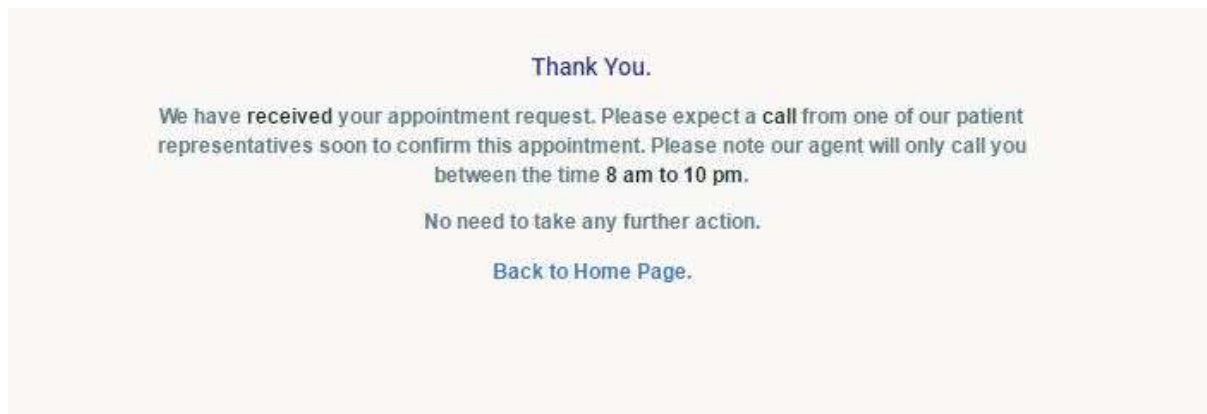 Thank You.
We have received your appointment request. Please expect a call from one of our patient
representatives soon to confirm this appointment. Please note our agent will only call you
between the time 8 am to 10 pm.
No need to take any further action.
Back to Home Page.